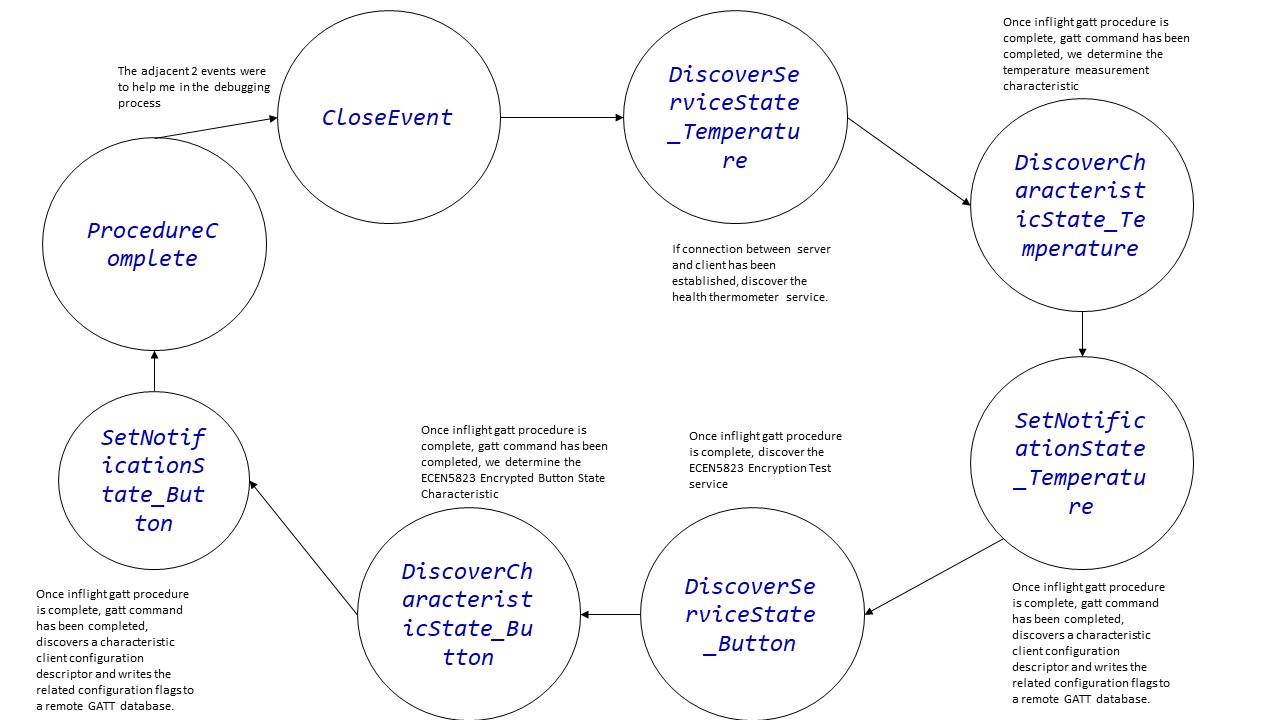 Once inflight gatt procedure is
complete, gatt command has been
completed, we determine the
temperature measurement
characteristic
The adjacent 2 events were
to help me in the debugging
process
CloseEvent
DiscoverSe
rviceState
_Temperatu
re
DiscoverCh
aracterist
icState_Te
mperature
ProcedureC
omplete
If connection between server
and client has been
established, discover the
health thermometer service.
SetNotific
ationState
_Temperatu
re
SetNotif
icationS
tate_But
ton
Once inflight gatt procedure is
complete, gatt command has been
completed, we determine the
ECEN5823 Encrypted Button State
Characteristic
Once inflight gatt procedure
is complete, discover the
ECEN5823 Encryption Test
service
DiscoverCh
aracterist
icState_Bu
tton
DiscoverSe
rviceState
_Button
Once inflight gatt procedure
is complete, gatt command
has been completed,
discovers a characteristic
client configuration
descriptor and writes the
related configuration flags to
a remote GATT database.
Once inflight gatt procedure
is complete, gatt command
has been completed,
discovers a characteristic
client configuration
descriptor and writes the
related configuration flags to
a remote GATT database.